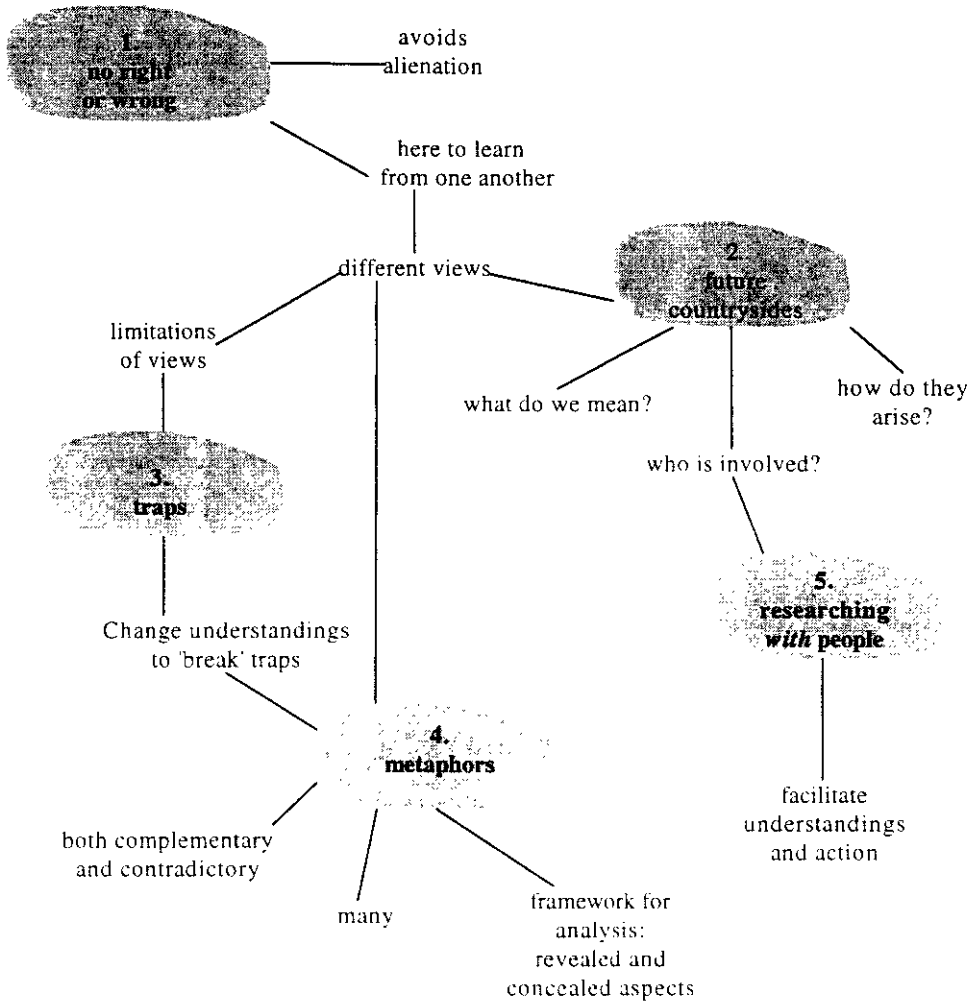 1.
no right
or wrong
avoids
alienation
here to learn
from one another
different views
2.
future
countrysides
limitations
of views
what do we mean?
how do they
arise?
who is involved?
3.
traps
5.
researching
with people
Change understandings
to 'break' traps
4.
metaphors
facilitate
understandings
and action
both complementary
and contradictory
many
framework for
analysis:
revealed and
concealed aspects